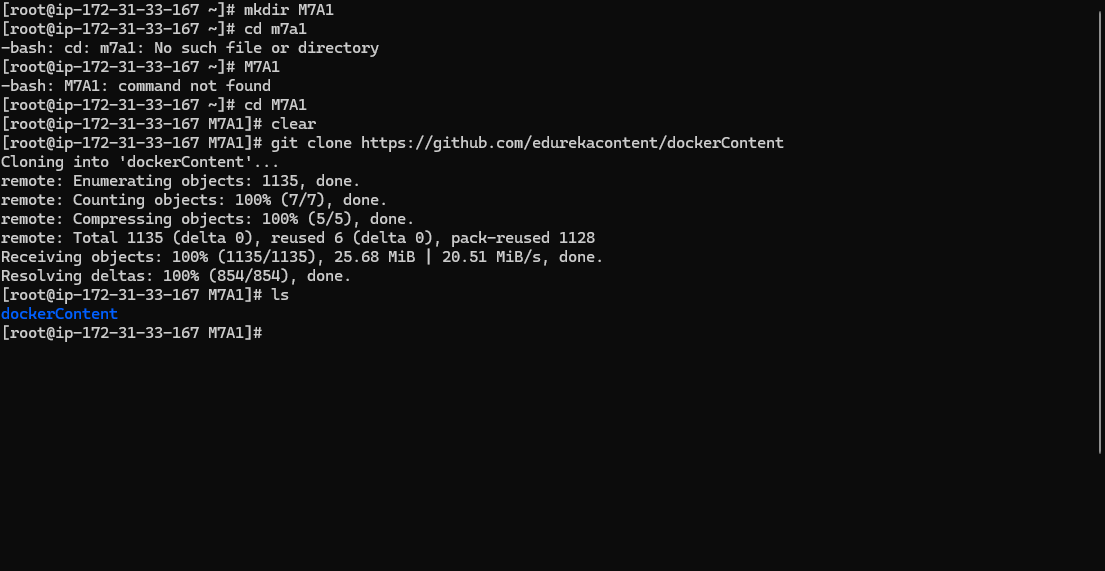 [root@ip-172-31-33-167 ~]# mkdir M7A1
[root@ip-172-31-33-167 ~]# cd m7a1
-bash: cd: m7a1: No such file or directory
[root@ip-172-31-33-167 ~]# M7A1
-bash: M7A1: command not found
[root@ip-172-31-33-167 ~]# cd M7A1
[root@ip-172-31-33-167 M7A1]# clear
[root@ip-172-31-33-167 M7A1]# git clone https://github.com/edurekacontent/dockerContent
Cloning into 'dockerContent'...
remote: Enumerating objects: 1135, done.
remote: Counting objects: 100% (7/7), done.
remote: Compressing objects: 100% (5/5), done.
remote: Total 1135 (delta 0), reused 6 (delta 0), pack-reused 1128
Receiving objects: 100% (1135/1135), 25.68 MiB | 20.51 MiB/s, done.
Resolving deltas: 100% (854/854), done.
[root@ip-172-31-33-167 M7A1]# ls
dockerContent
[root@ip-172-31-33-167 M7A1]#